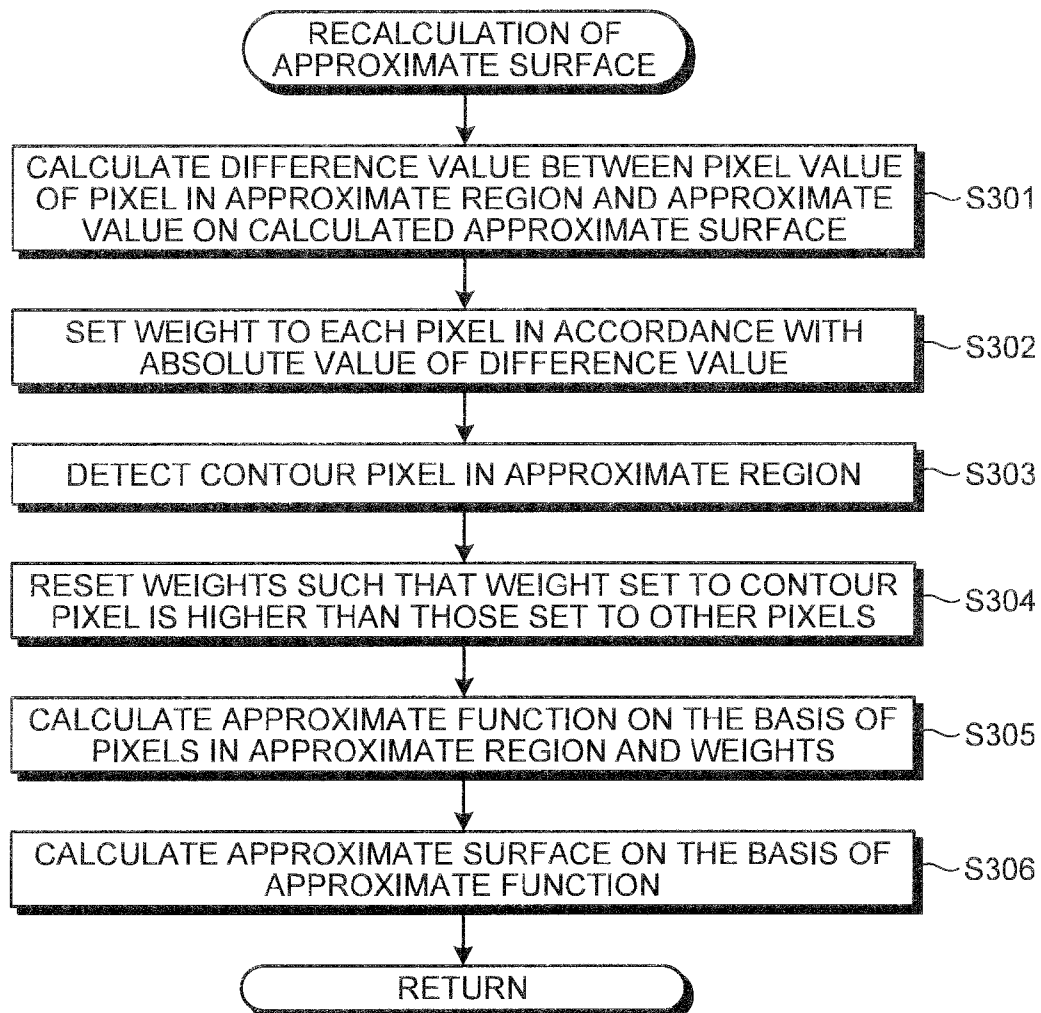 RECALCULATION OF
APPROXIMATE SURFACE
CALCULATE DIFFERENCE VALUE BETWEEN PIXEL VALUE
OF PIXEL IN APPROXIMATE REGION AND APPROXIMATE
VALUE ON CALCULATED APPROXIMATE SURFACE
S301
SET WEIGHT TO EACH PIXEL IN ACCORDANCE WITH
ABSOLUTE VALUE OF DIFFERENCE VALUE
S302
DETECT CONTOUR PIXEL IN APPROXIMATE REGION
S303
RESET WEIGHTS SUCH THAT WEIGHT SET TO CONTOUR
PIXEL IS HIGHER THAN THOSE SET TO OTHER PIXELS
S304
CALCULATE APPROXIMATE FUNCTION ON THE BASIS OF
PIXELS IN APPROXIMATE REGION AND WEIGHTS
S305
CALCULATE APPROXIMATE SURFACE ON THE BASIS OF
APPROXIMATE FUNCTION
S306
RETURN